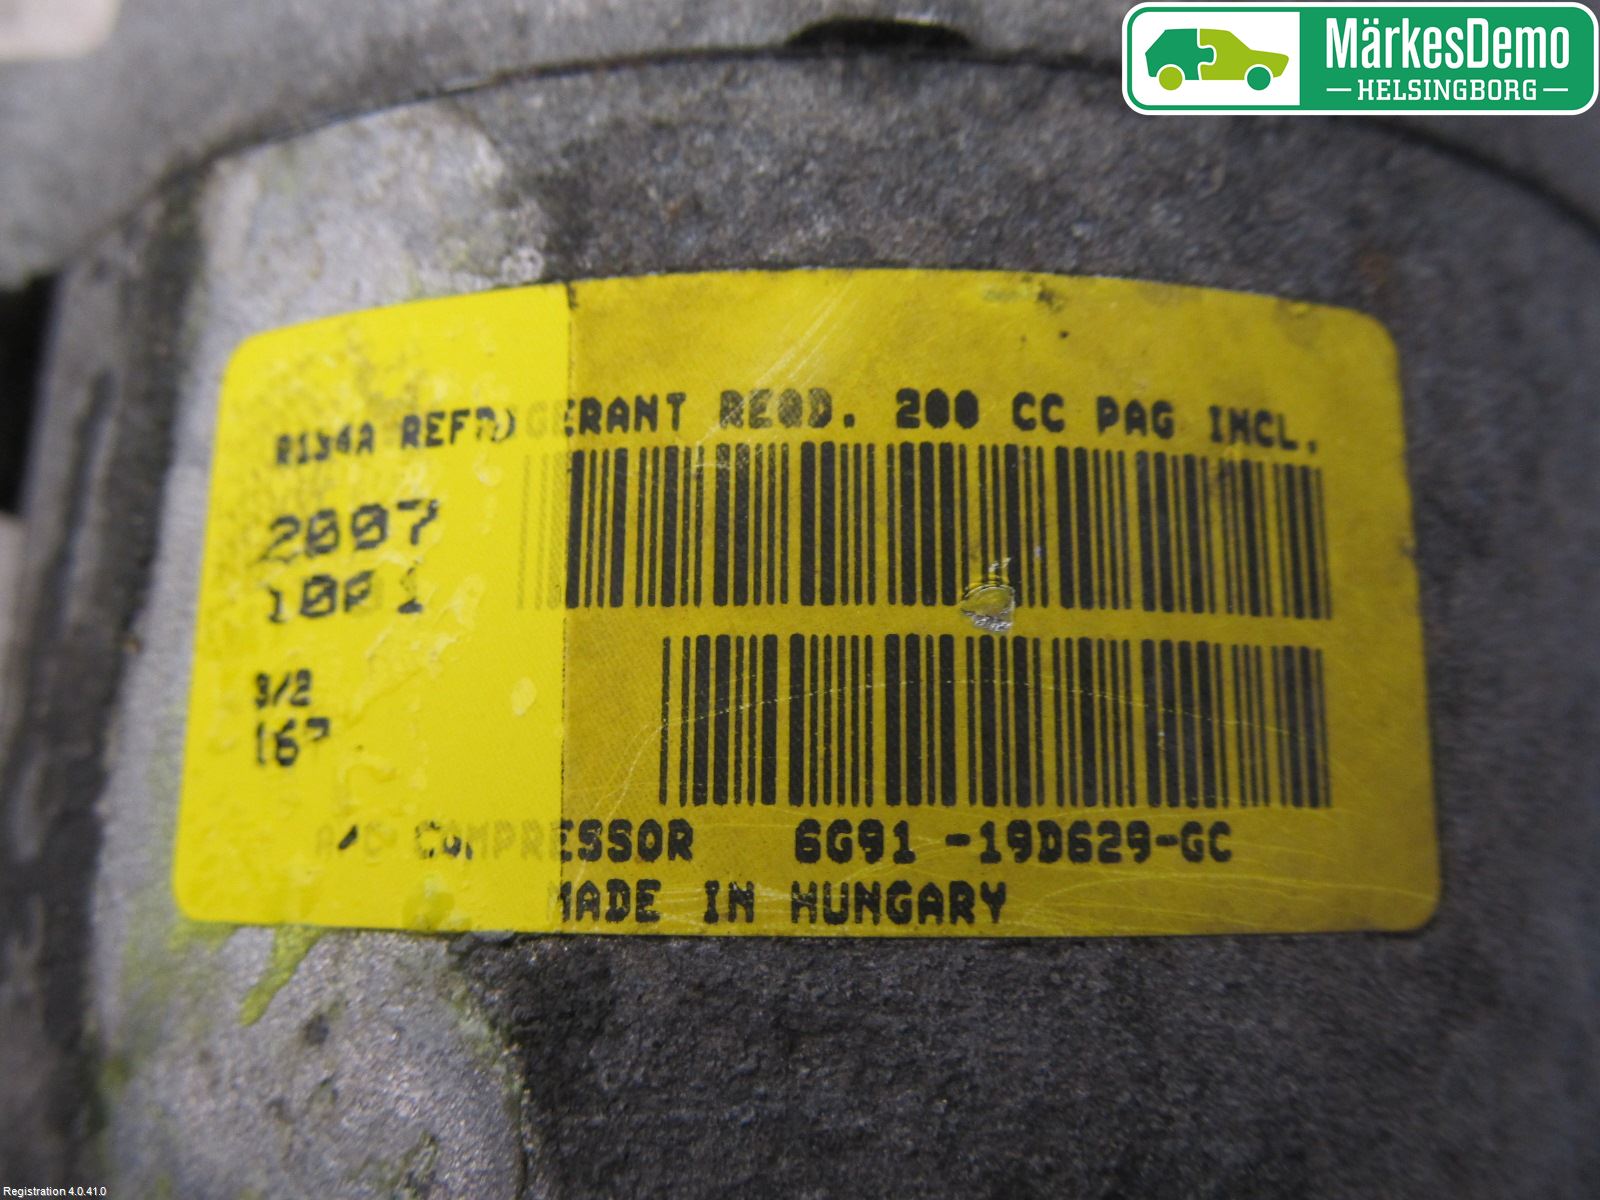 MärkesDemo
HELSINGBORG
R134A REFRIGERANT REQD. 200 CC PAG INCL.
2007
1001
3/2
A/C COMPRESSOR 6G91 -19D629-GC
MADE IN HUNGARY
Registration 4.0.41.0